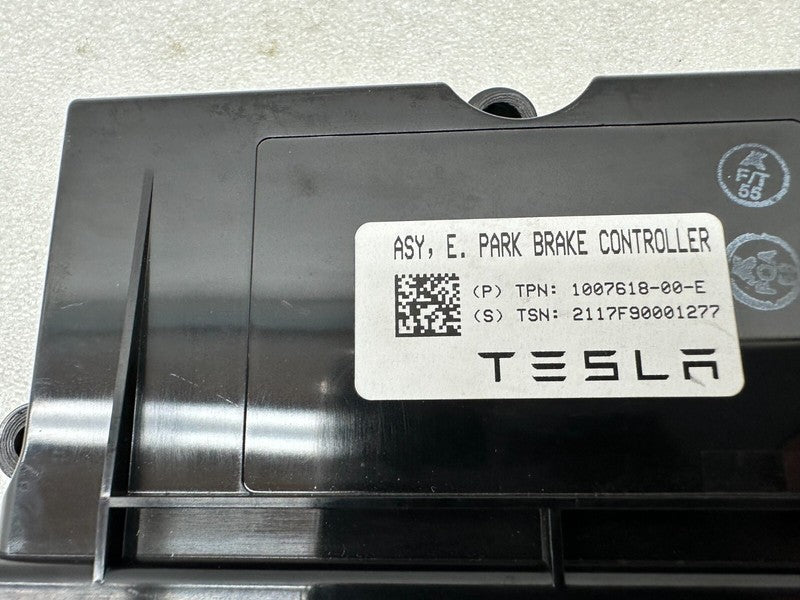 ASY, E. PARK BRAKE CONTROLLER
(P) TPN: 1007618-00-E
(S) TSN: 2117F90001277
TESLA
F/T
55